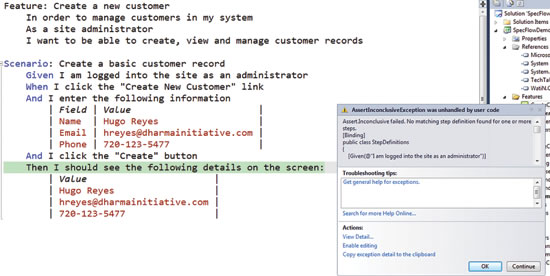 Feature: Create a new customer
In order to manage customers in my system
As a site administrator
I want to be able to create, view and manage customer records
Scenario: Create a basic customer record
Given I am logged into the site as an administrator
When I click the "Create New Customer" link
And I enter the following information
| Field | Value |
| Name | Hugo Reyes |
| Email | hreyes@dharmainitiative.com |
| Phone | 720-123-5477 |
And I click the "Create" button
Then I should see the following details on the screen:
| Value |
| Hugo Reyes |
| hreyes@dharmainitiative.com |
| 720-123-5477 |
Solution 'SpecFlow
Solution Items
SpecFlowDemo
Properties
References
Microso
System
System
TechTal
WatiN.C
Features
AssertInconclusiveException was unhandled by user code
Assert.Inconclusive failed. No matching step definition found for one or more
steps.
[Binding]
public class StepDefinitions
{
[Given(@"I am logged into the site as an administrator")]
Troubleshooting tips:
Get general help for exceptions.
Search for more Help Online...
Actions:
View Detail...
Enable editing
Copy exception detail to the clipboard
OK
Continue